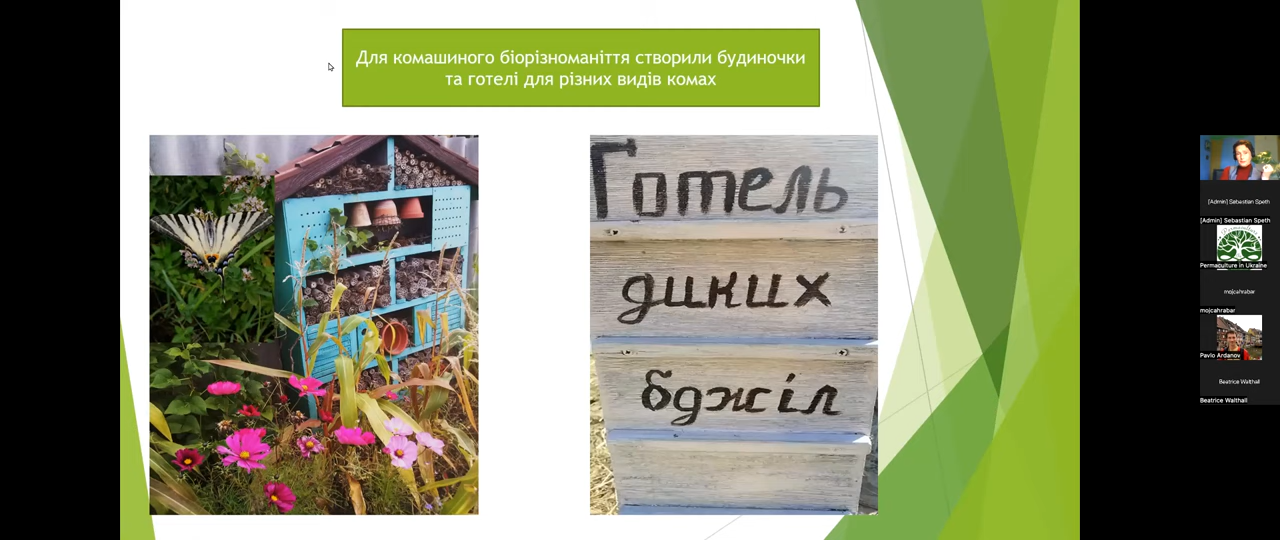 Для комашиного біорізноманіття створили будиночки
та готелі для різних видів комах
Готель
диких
бджіл
[Admin] Sebastian Speth
[Admin] Sebastian Speth
Permaculture in Ukraine
mojcahrabar
mojcahrabar
Pavlo Ardanov
Beatrice Walthall
Beatrice Walthall